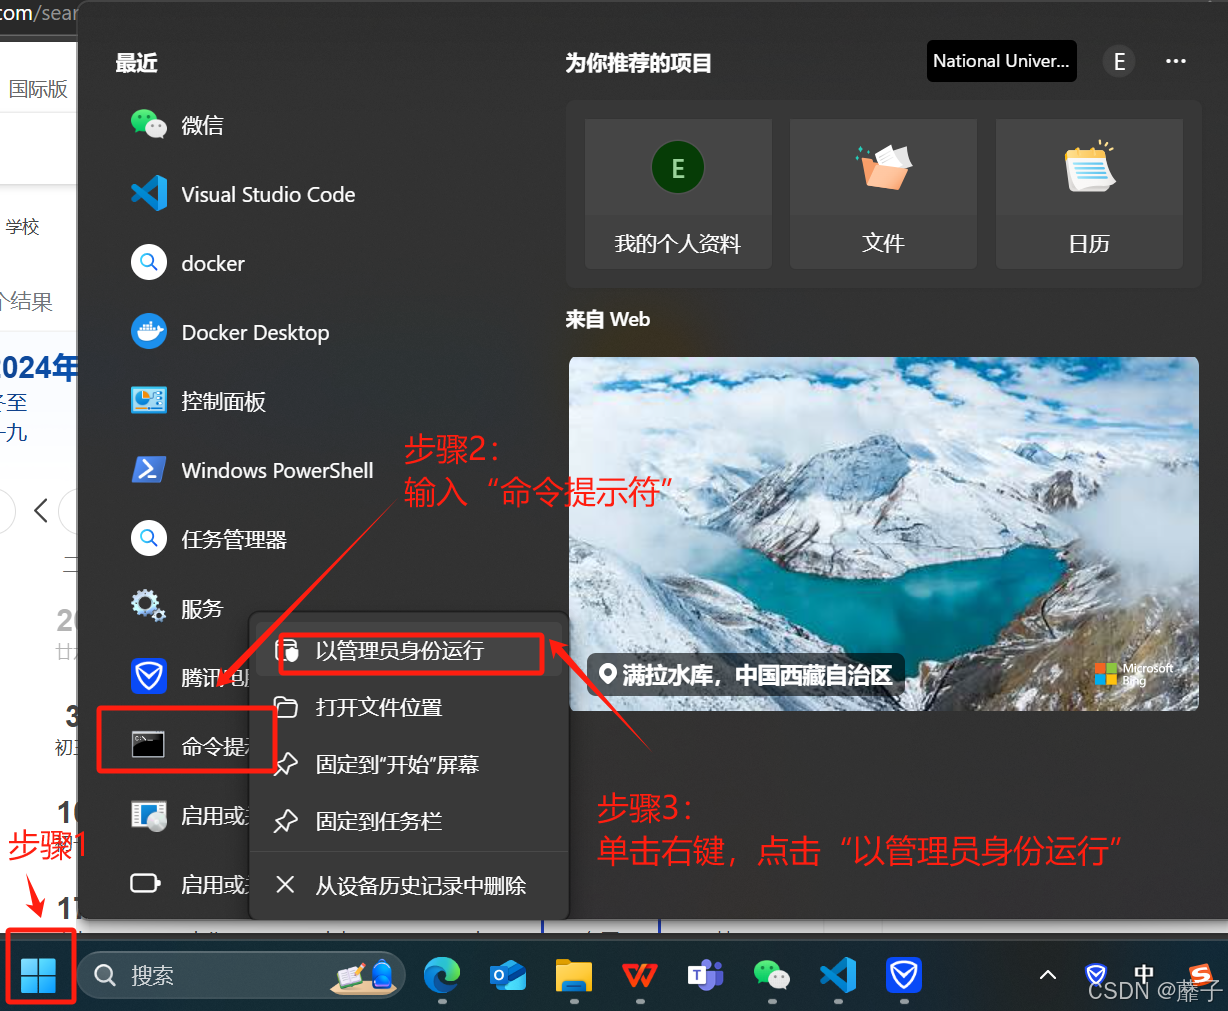 com/sear
国际版
学校
个结果
2024年
冬至
十九
最近
微信
Visual Studio Code
docker
Docker Desktop
控制面板
Windows PowerShell
任务管理器
服务
腾讯电脑
命令提示
启用或关
启用或关
为你推荐的项目
National Univer...
E
E
我的个人资料
文件
日历
来自 Web
满拉水库，中国西藏自治区
Microsoft
Bing
步骤2：
输入“命令提示符”
以管理员身份运行
打开文件位置
固定到“开始”屏幕
固定到任务栏
从设备历史记录中删除
步骤3：
单击右键，点击“以管理员身份运行”
步骤1
搜索
中
CSDN @蘼子